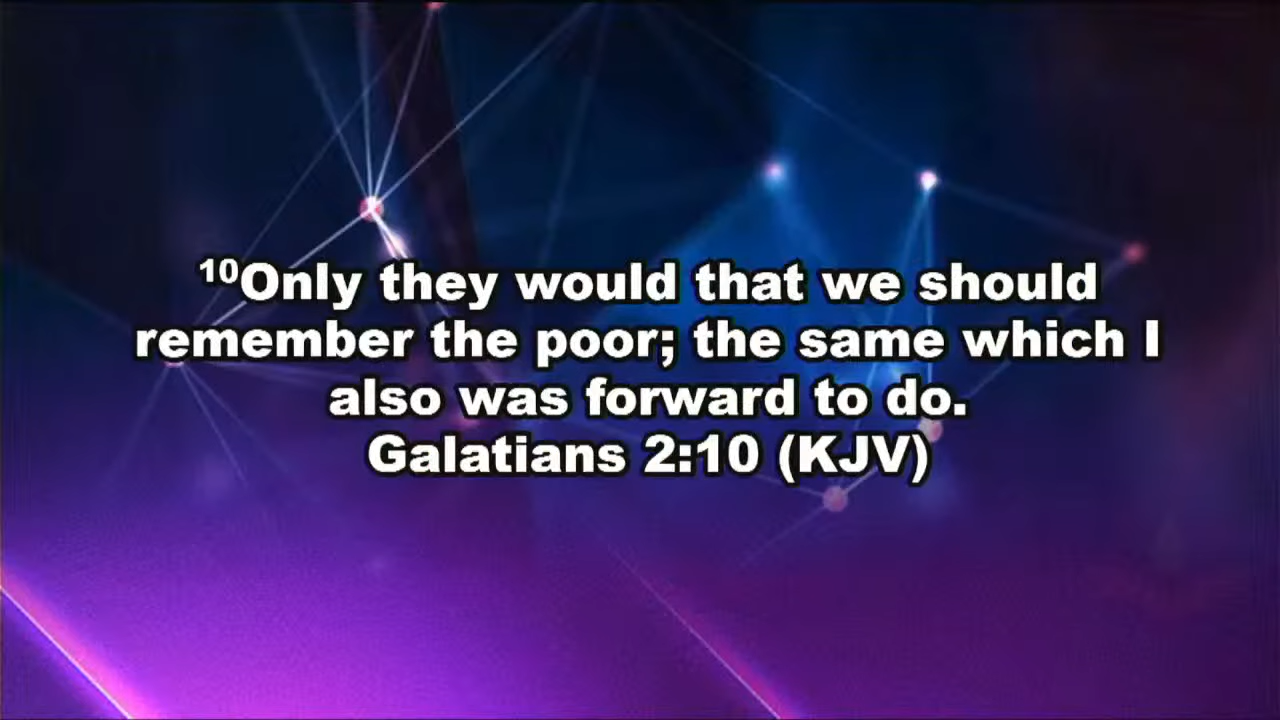 ¹⁰Only they would that we should
remember the poor; the same which I
also was forward to do.
Galatians 2:10 (KJV)